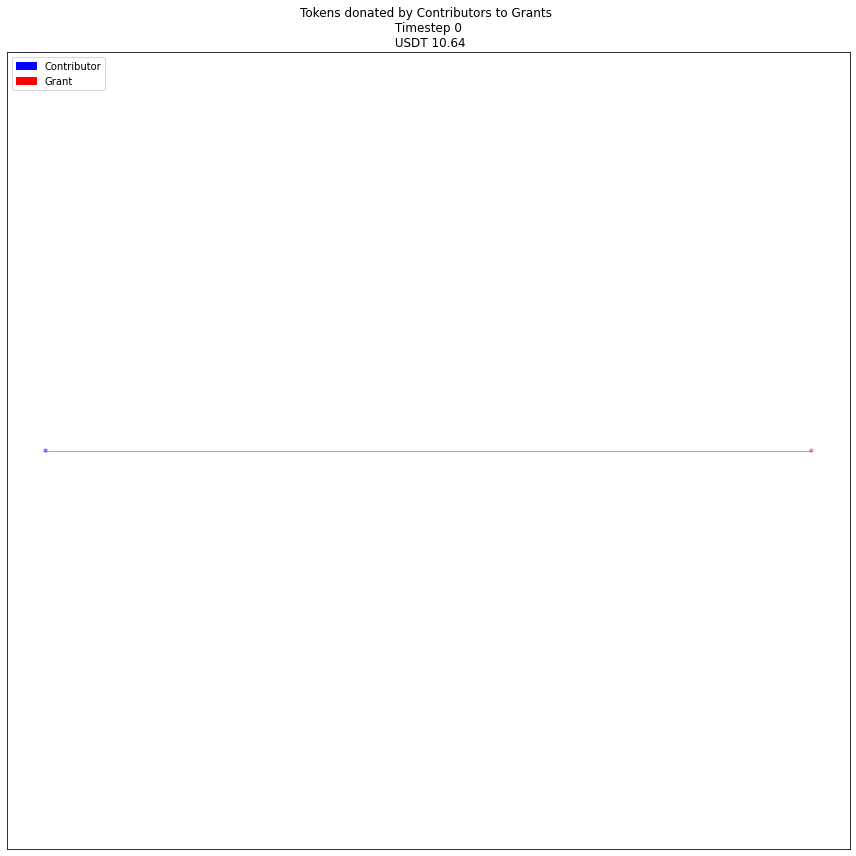 Tokens donated by Contributors to Grants
Timestep 0
USDT 10.64
Contributor
Grant